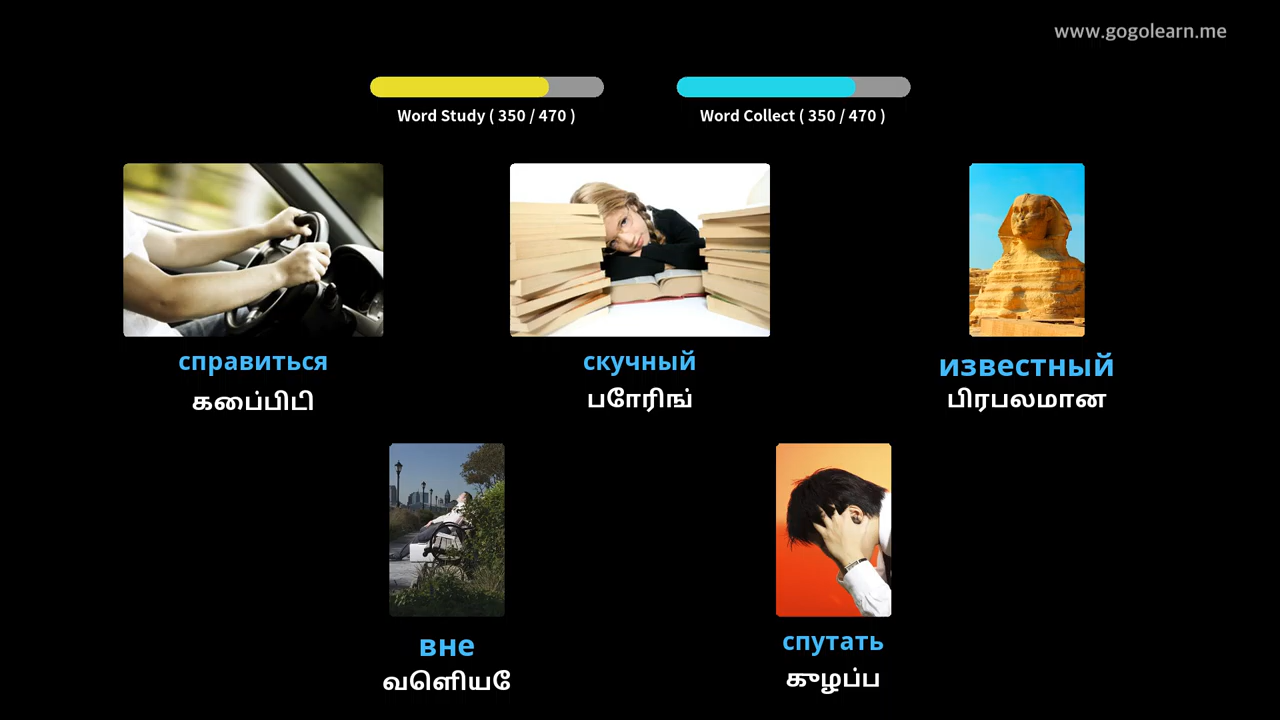 www.gogolearn.me
Word Study ( 350 / 470 )
Word Collect ( 350 / 470 )
справиться
கைப்பிடி
скучный
போரிங்
известный
பிரபலமான
вне
வெளியே
спутать
குழப்ப